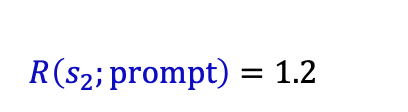 R(s₂; prompt) = 1.2